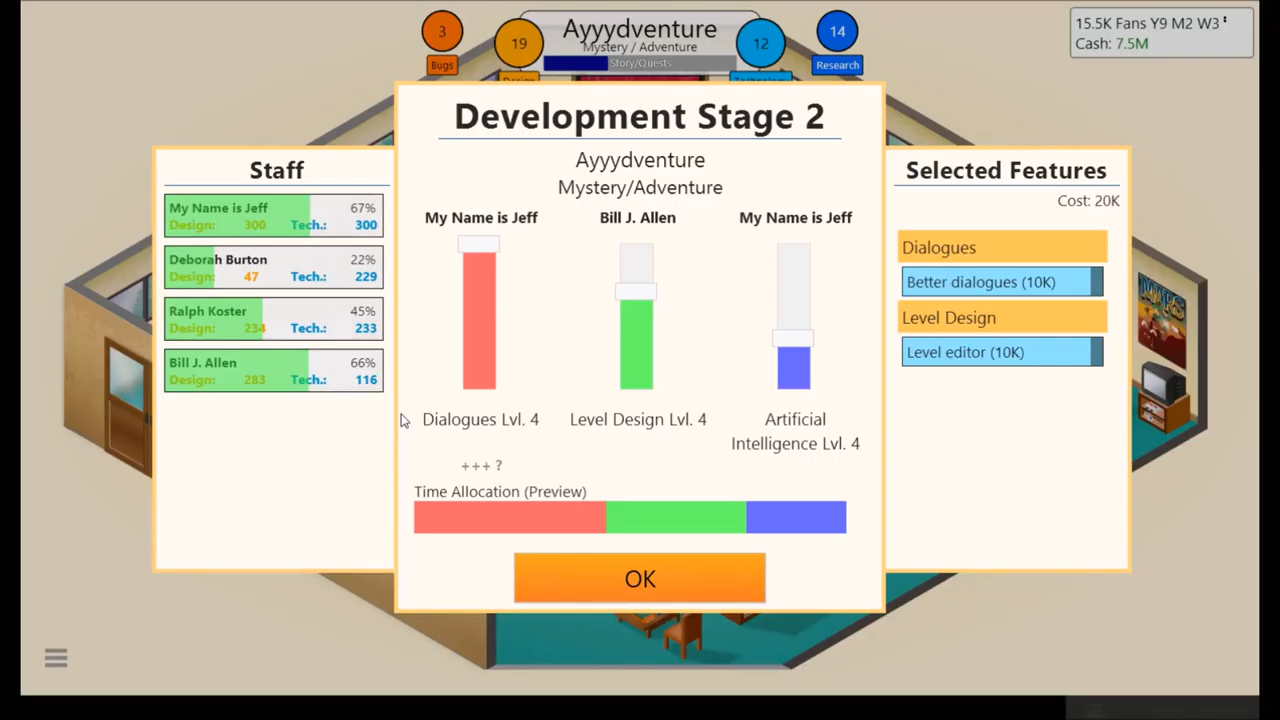 3
19
Ayyydventure
Mystery / Adventure
Story/Quests
12
14
Bugs
Design
Technology
Research
15.5K Fans Y9 M2 W3
Cash: 7.5M
Development Stage 2
Ayyydventure
Mystery/Adventure
Staff
My Name is Jeff 67%
Design: 300 Tech.: 300
Deborah Burton 22%
Design: 47 Tech.: 229
Ralph Koster 45%
Design: 234 Tech.: 233
Bill J. Allen 66%
Design: 283 Tech.: 116
My Name is Jeff
Bill J. Allen
My Name is Jeff
Dialogues Lvl. 4
Level Design Lvl. 4
Artificial
Intelligence Lvl. 4
+++ ?
Time Allocation (Preview)
OK
Selected Features
Cost: 20K
Dialogues
Better dialogues (10K)
Level Design
Level editor (10K)
MAPS